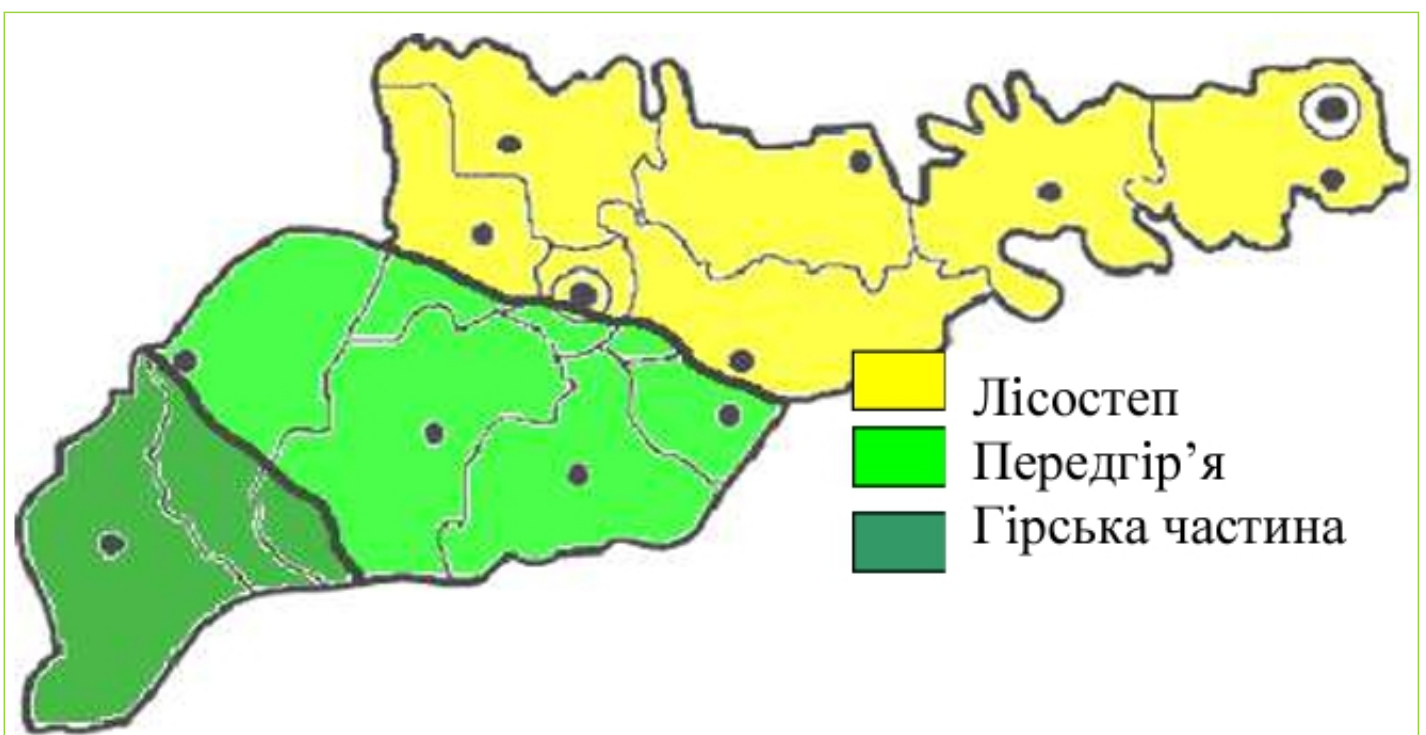 Лісостеп
Передгір’я
Гірська частина